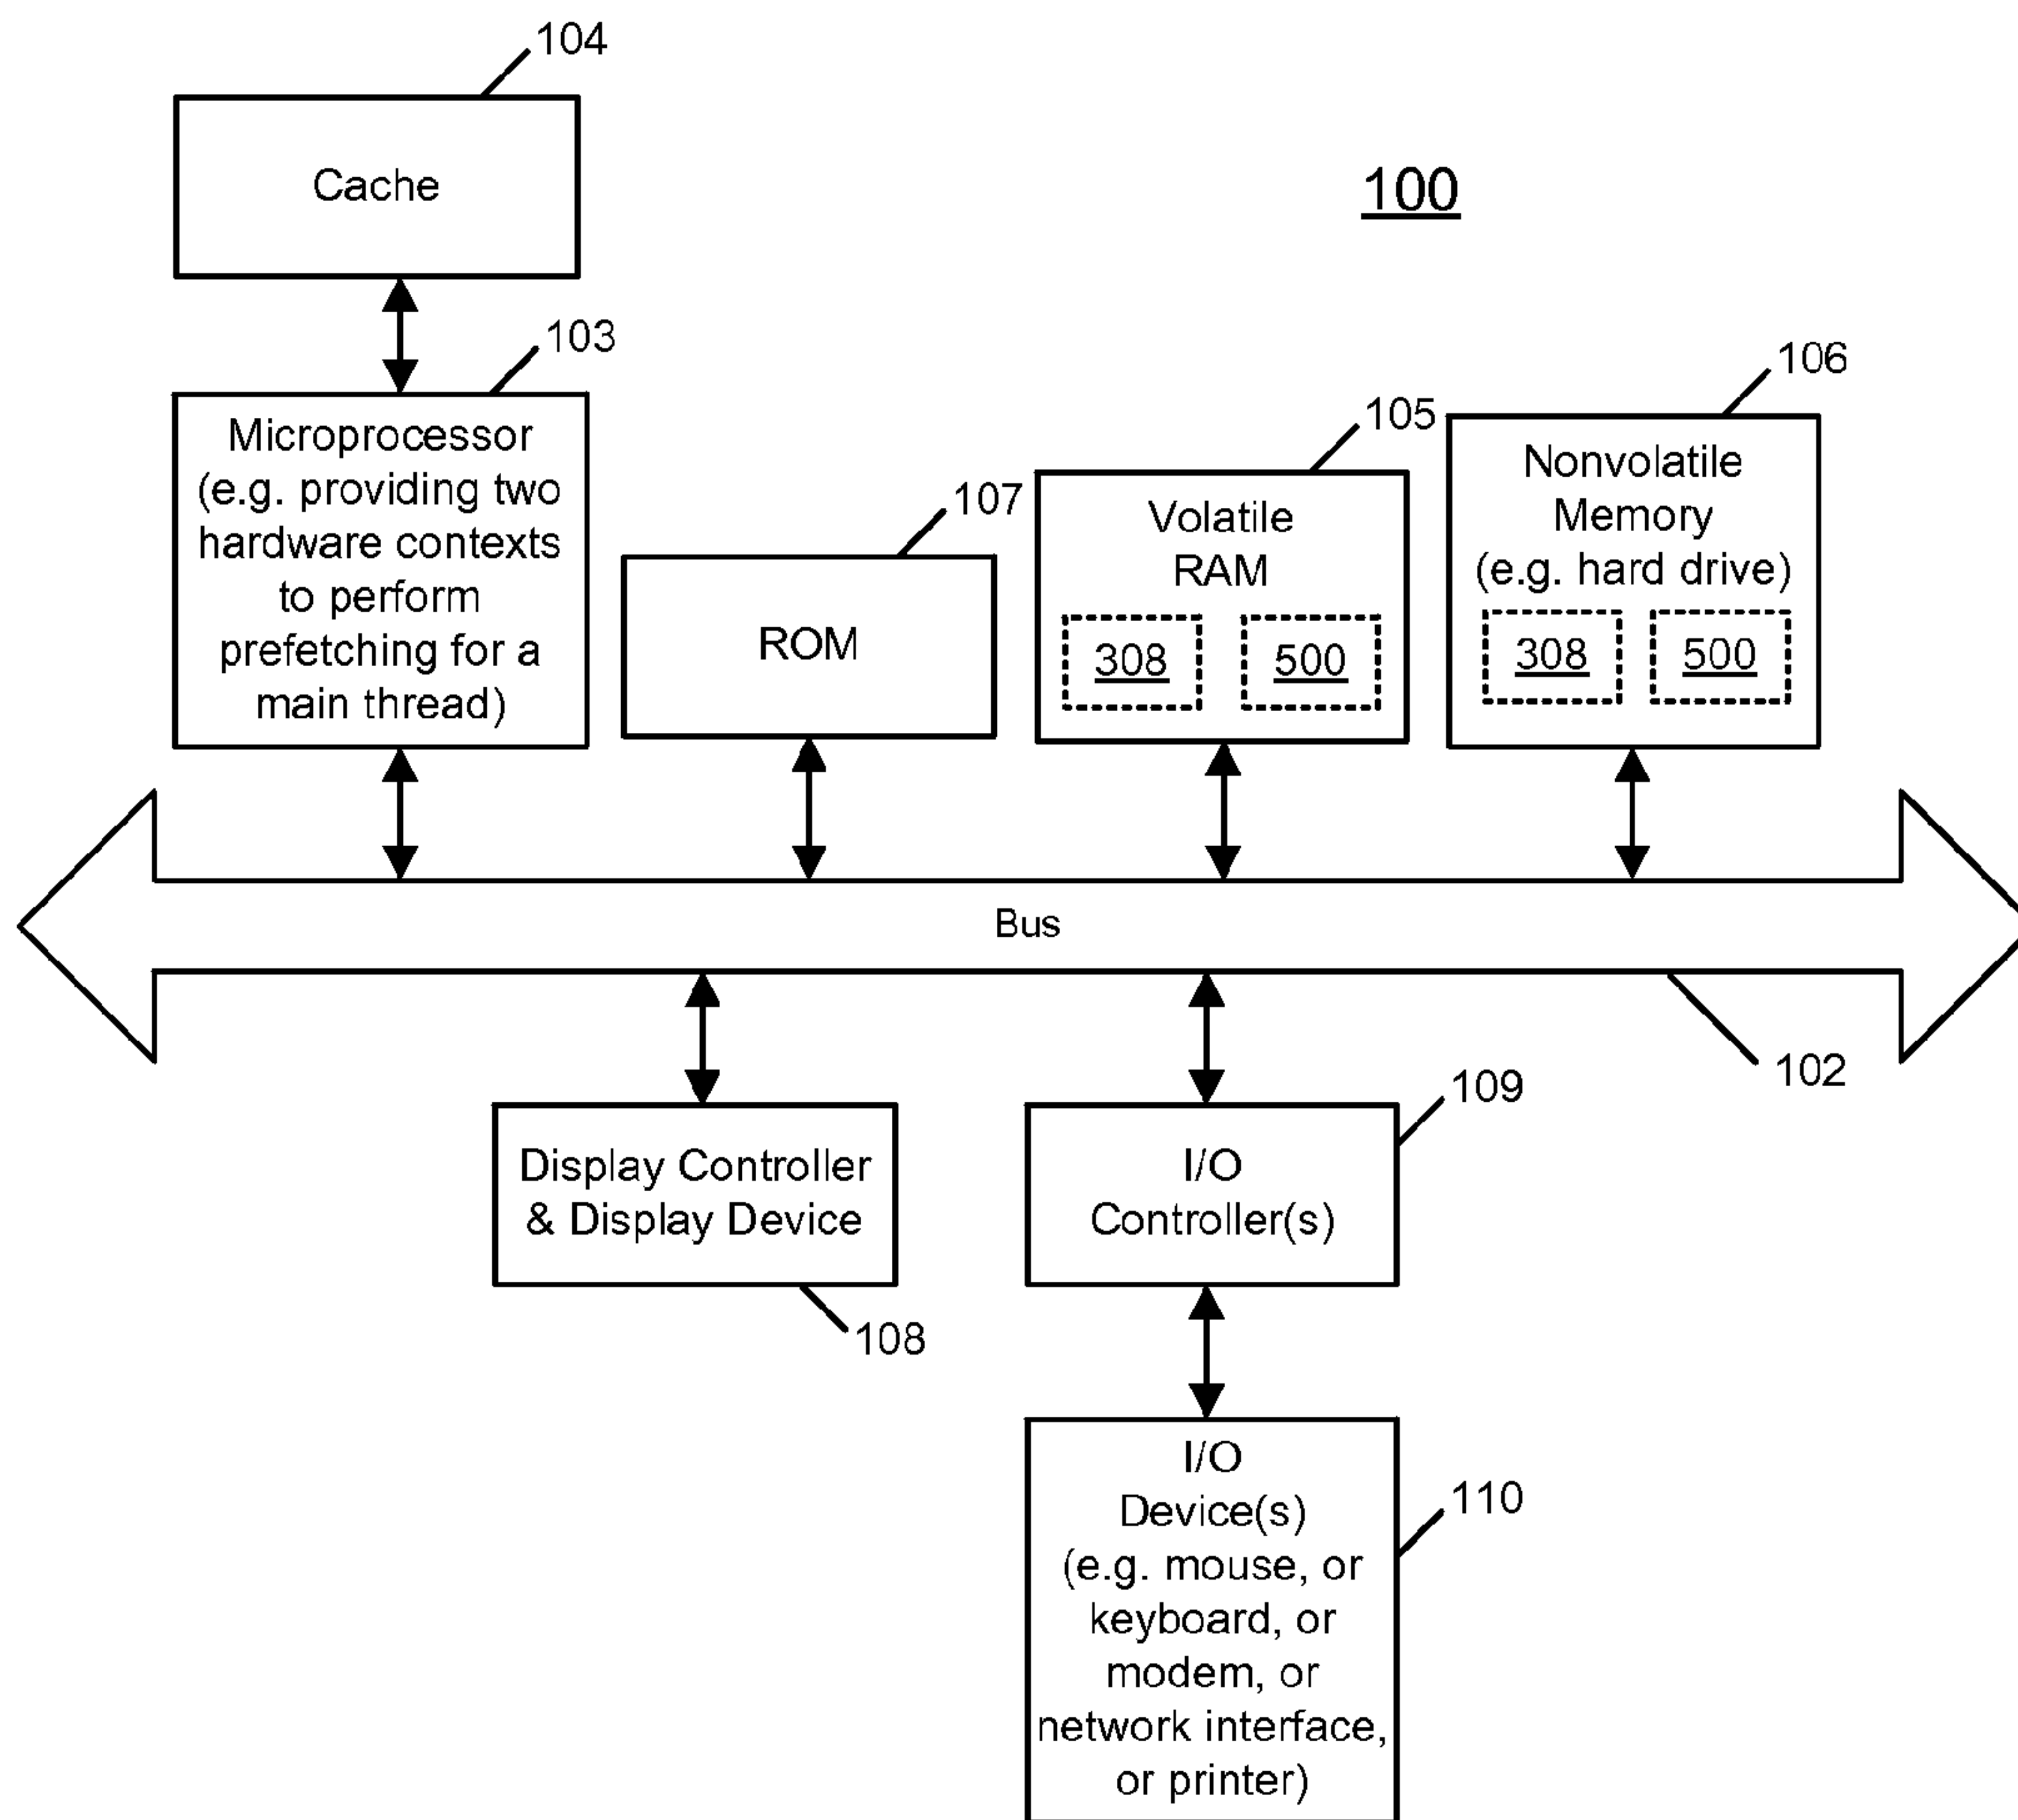 104
Cache
100
103
Microprocessor
(e.g. providing two
hardware contexts
to perform
prefetching for a
main thread)
107
ROM
105
Volatile
RAM
308 500
106
Nonvolatile
Memory
(e.g. hard drive)
308 500
Bus
102
Display Controller
& Display Device
108
109
I/O
Controller(s)
110
I/O
Device(s)
(e.g. mouse, or
keyboard, or
modem, or
network interface,
or printer)